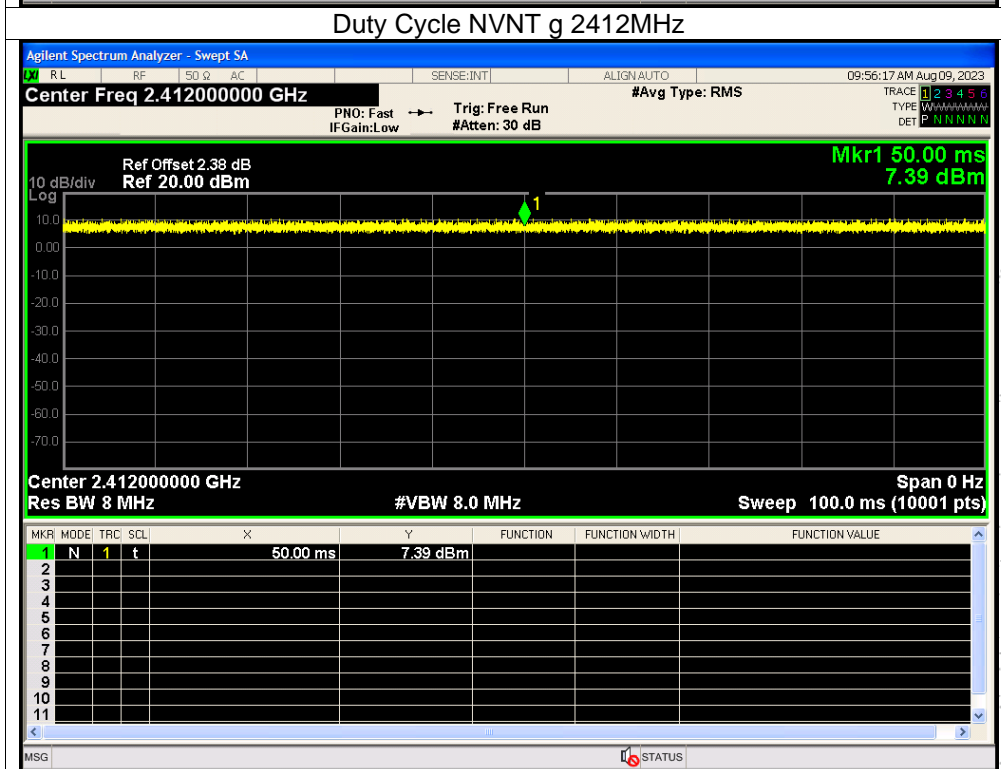 Duty Cycle NVNT g 2412MHz
Agilent Spectrum Analyzer - Swept SA
LXI RL RF 50 Ω AC SENSE:INT ALIGN AUTO 09:56:17 AM Aug 09, 2023
Center Freq 2.412000000 GHz #Avg Type: RMS TRACE 1 2 3 4 5 6
PNO: Fast Trig: Free Run TYPE WWWWWW
IFGain:Low #Atten: 30 dB DET P N N N N N
Mkr1 50.00 ms
Ref Offset 2.38 dB
10 dB/div Ref 20.00 dBm 7.39 dBm
Log
1
10.0
0.00
-10.0
-20.0
-30.0
-40.0
-50.0
-60.0
-70.0
Center 2.412000000 GHz Span 0 Hz
Res BW 8 MHz #VBW 8.0 MHz Sweep 100.0 ms (10001 pts)
MKR MODE TRC SCL X Y FUNCTION FUNCTION WIDTH FUNCTION VALUE
1 N 1 t 50.00 ms 7.39 dBm
2
3
4
5
6
7
8
9
10
11
MSG STATUS